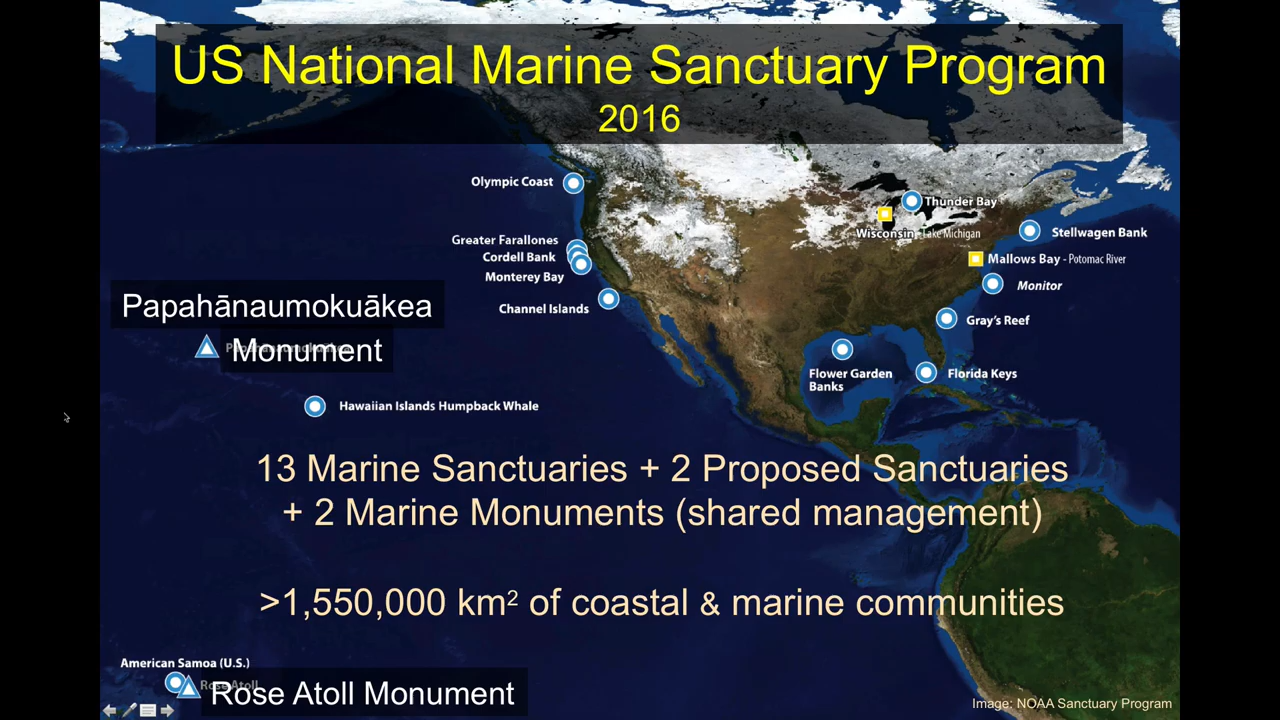 US National Marine Sanctuary Program
2016
Olympic Coast
Thunder Bay
Wisconsin - Lake Michigan
Stellwagen Bank
Greater Farallones
Cordell Bank
Mallows Bay - Potomac River
Monterey Bay
Monitor
Papahānaumokuākea
Channel Islands
Gray's Reef
Monument
Flower Garden
Banks
Florida Keys
Hawaiian Islands Humpback Whale
13 Marine Sanctuaries + 2 Proposed Sanctuaries
+ 2 Marine Monuments (shared management)
>1,550,000 km² of coastal & marine communities
American Samoa (U.S.)
Rose Atoll
Rose Atoll Monument
Image: NOAA Sanctuary Program